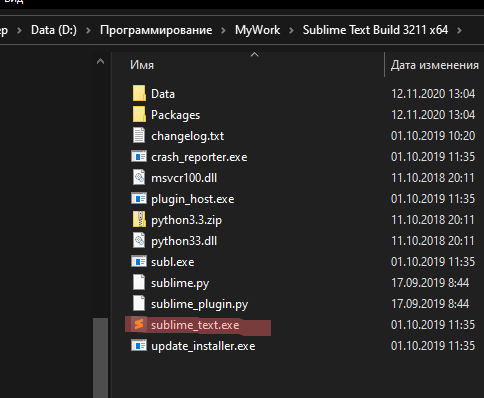 ер › Data (D:) › Программирование › MyWork › Sublime Text Build 3211 x64 ›
Имя Дата изменения
Data 12.11.2020 13:04
Packages 12.11.2020 13:04
changelog.txt 01.10.2019 10:20
crash_reporter.exe 01.10.2019 11:35
msvcr100.dll 11.10.2018 20:11
plugin_host.exe 01.10.2019 11:35
python3.3.zip 11.10.2018 20:11
python33.dll 11.10.2018 20:11
subl.exe 01.10.2019 11:35
sublime.py 17.09.2019 8:44
sublime_plugin.py 17.09.2019 8:44
sublime_text.exe 01.10.2019 11:35
update_installer.exe 01.10.2019 11:35